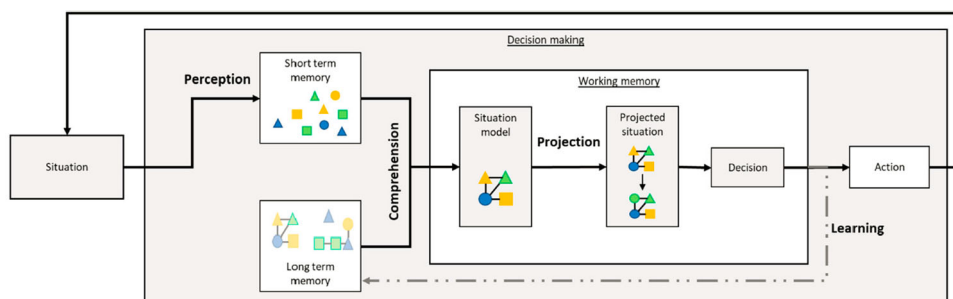 Decision making
Short term
memory
Perception
Working memory
Situation
model
Projected
situation
Projection
Comprehension
Situation
Decision
Action
Learning
Long term
memory